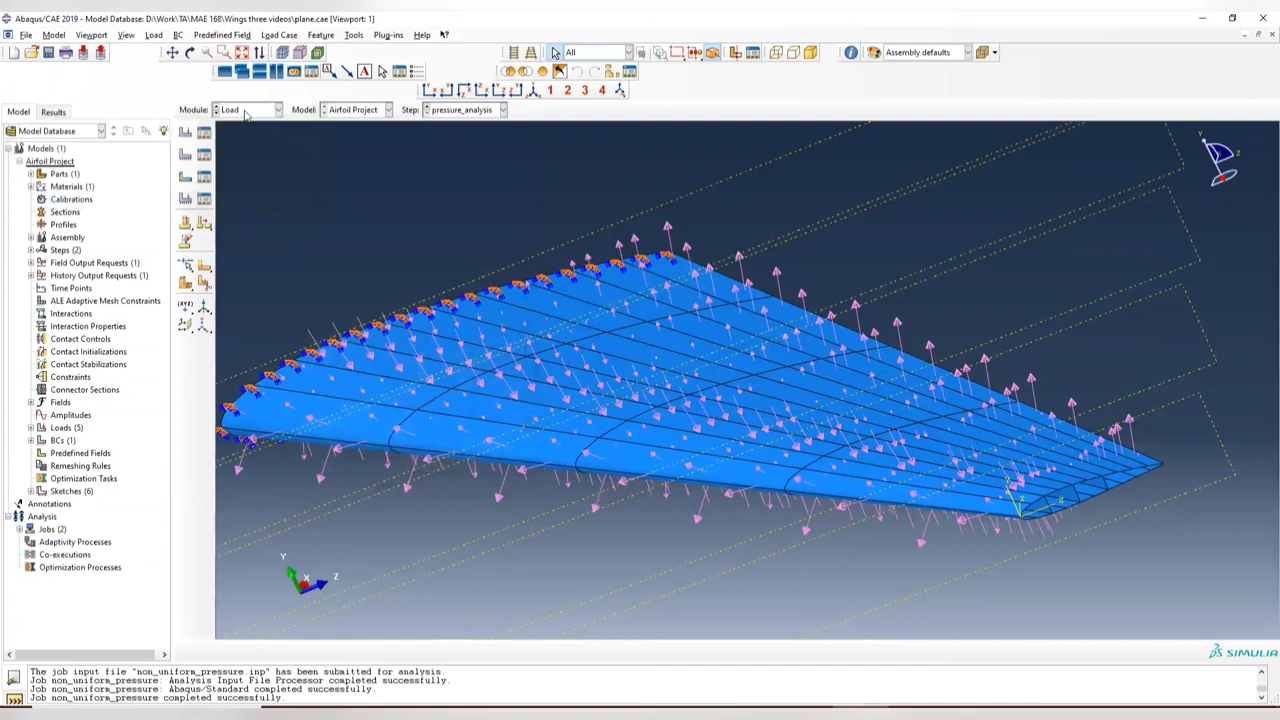 Abaqus/CAE 2019 - Model Database: D:\Work\TA\MAE 168\Wings three videos\plane.cae [Viewport: 1]
File Model Viewport View Load BC Predefined Field Load Case Feature Tools Plug-ins Help
All
Assembly defaults
1 2 3 4
Model Results
Module: Load Model: Airfoil Project Step: pressure_analysis
Model Database
Models (1)
Airfoil Project
Parts (1)
Materials (1)
Calibrations
Sections
Profiles
Assembly
Steps (2)
Field Output Requests (1)
History Output Requests (1)
Time Points
ALE Adaptive Mesh Constraints
Interactions
Interaction Properties
Contact Controls
Contact Initializations
Contact Stabilizations
Constraints
Connector Sections
Fields
Amplitudes
Loads (5)
BCs (1)
Predefined Fields
Remeshing Rules
Optimization Tasks
Sketches (6)
Annotations
Analysis
Jobs (2)
Adaptivity Processes
Co-executions
Optimization Processes
Y
X
Z
SIMULIA
The job input file "non_uniform_pressure.inp" has been submitted for analysis.
Job non_uniform_pressure: Analysis Input File Processor completed successfully.
Job non_uniform_pressure: Abaqus/Standard completed successfully.
Job non_uniform_pressure completed successfully.